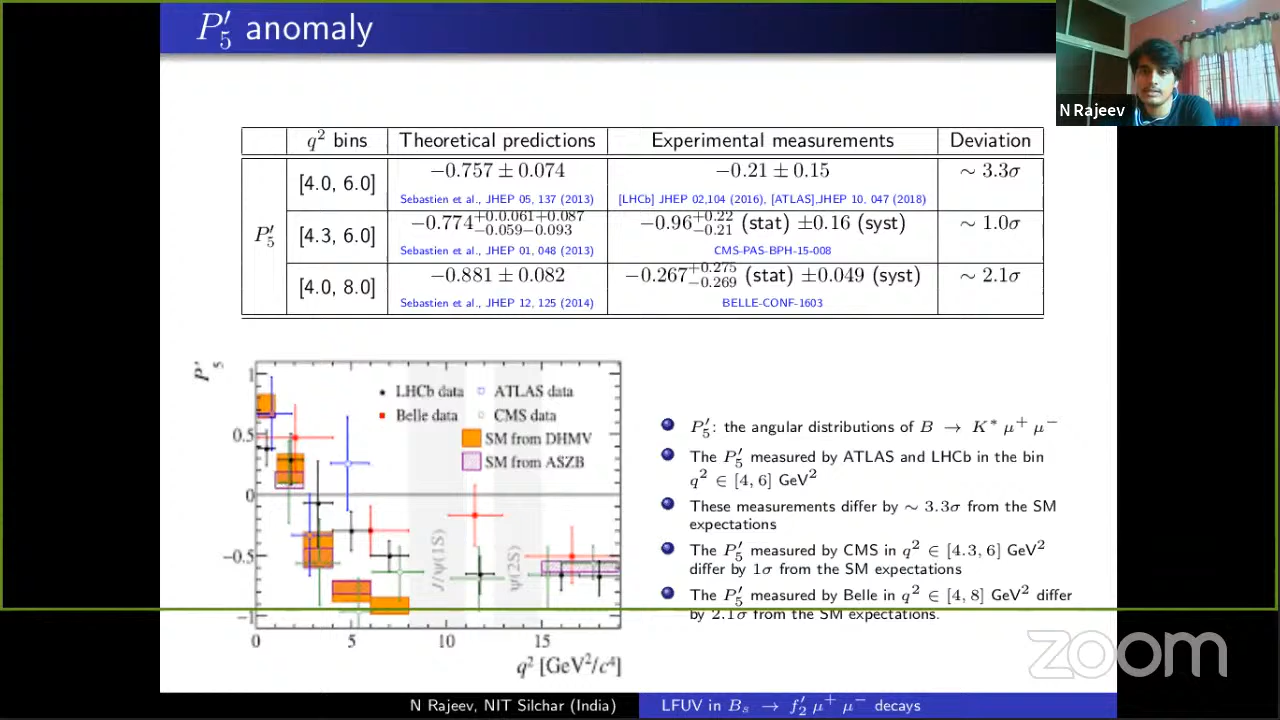 P′5 anomaly
N Rajeev
q² bins Theoretical predictions Experimental measurements Deviation
P′5
[4.0, 6.0] −0.757 ± 0.074 −0.21 ± 0.15 ∼ 3.3σ
Sebastien et al., JHEP 05, 137 (2013) [LHCb] JHEP 02,104 (2016), [ATLAS],JHEP 10, 047 (2018)
[4.3, 6.0] −0.774+0.0.061+0.087−0.059−0.093 −0.96+0.22−0.21 (stat) ±0.16 (syst) ∼ 1.0σ
Sebastien et al., JHEP 01, 048 (2013) CMS-PAS-BPH-15-008
[4.0, 8.0] −0.881 ± 0.082 −0.267+0.275−0.269 (stat) ±0.049 (syst) ∼ 2.1σ
Sebastien et al., JHEP 12, 125 (2014) BELLE-CONF-1603
P′5
1
0.5
0
−0.5
−1
LHCb data ATLAS data
Belle data CMS data
SM from DHMV
SM from ASZB
J/ψ(1S)
ψ(2S)
0 5 10 15
q² [GeV²/c⁴]
P′5: the angular distributions of B → K* μ⁺ μ⁻
The P′5 measured by ATLAS and LHCb in the bin
q² ∈ [4, 6] GeV²
These measurements differ by ∼ 3.3σ from the SM
expectations
The P′5 measured by CMS in q² ∈ [4.3, 6] GeV²
differ by 1σ from the SM expectations
The P′5 measured by Belle in q² ∈ [4, 8] GeV² differ
by 2.1σ from the SM expectations.
zoom
N Rajeev, NIT Silchar (India) LFUV in Bs → f′2 μ⁺ μ⁻ decays